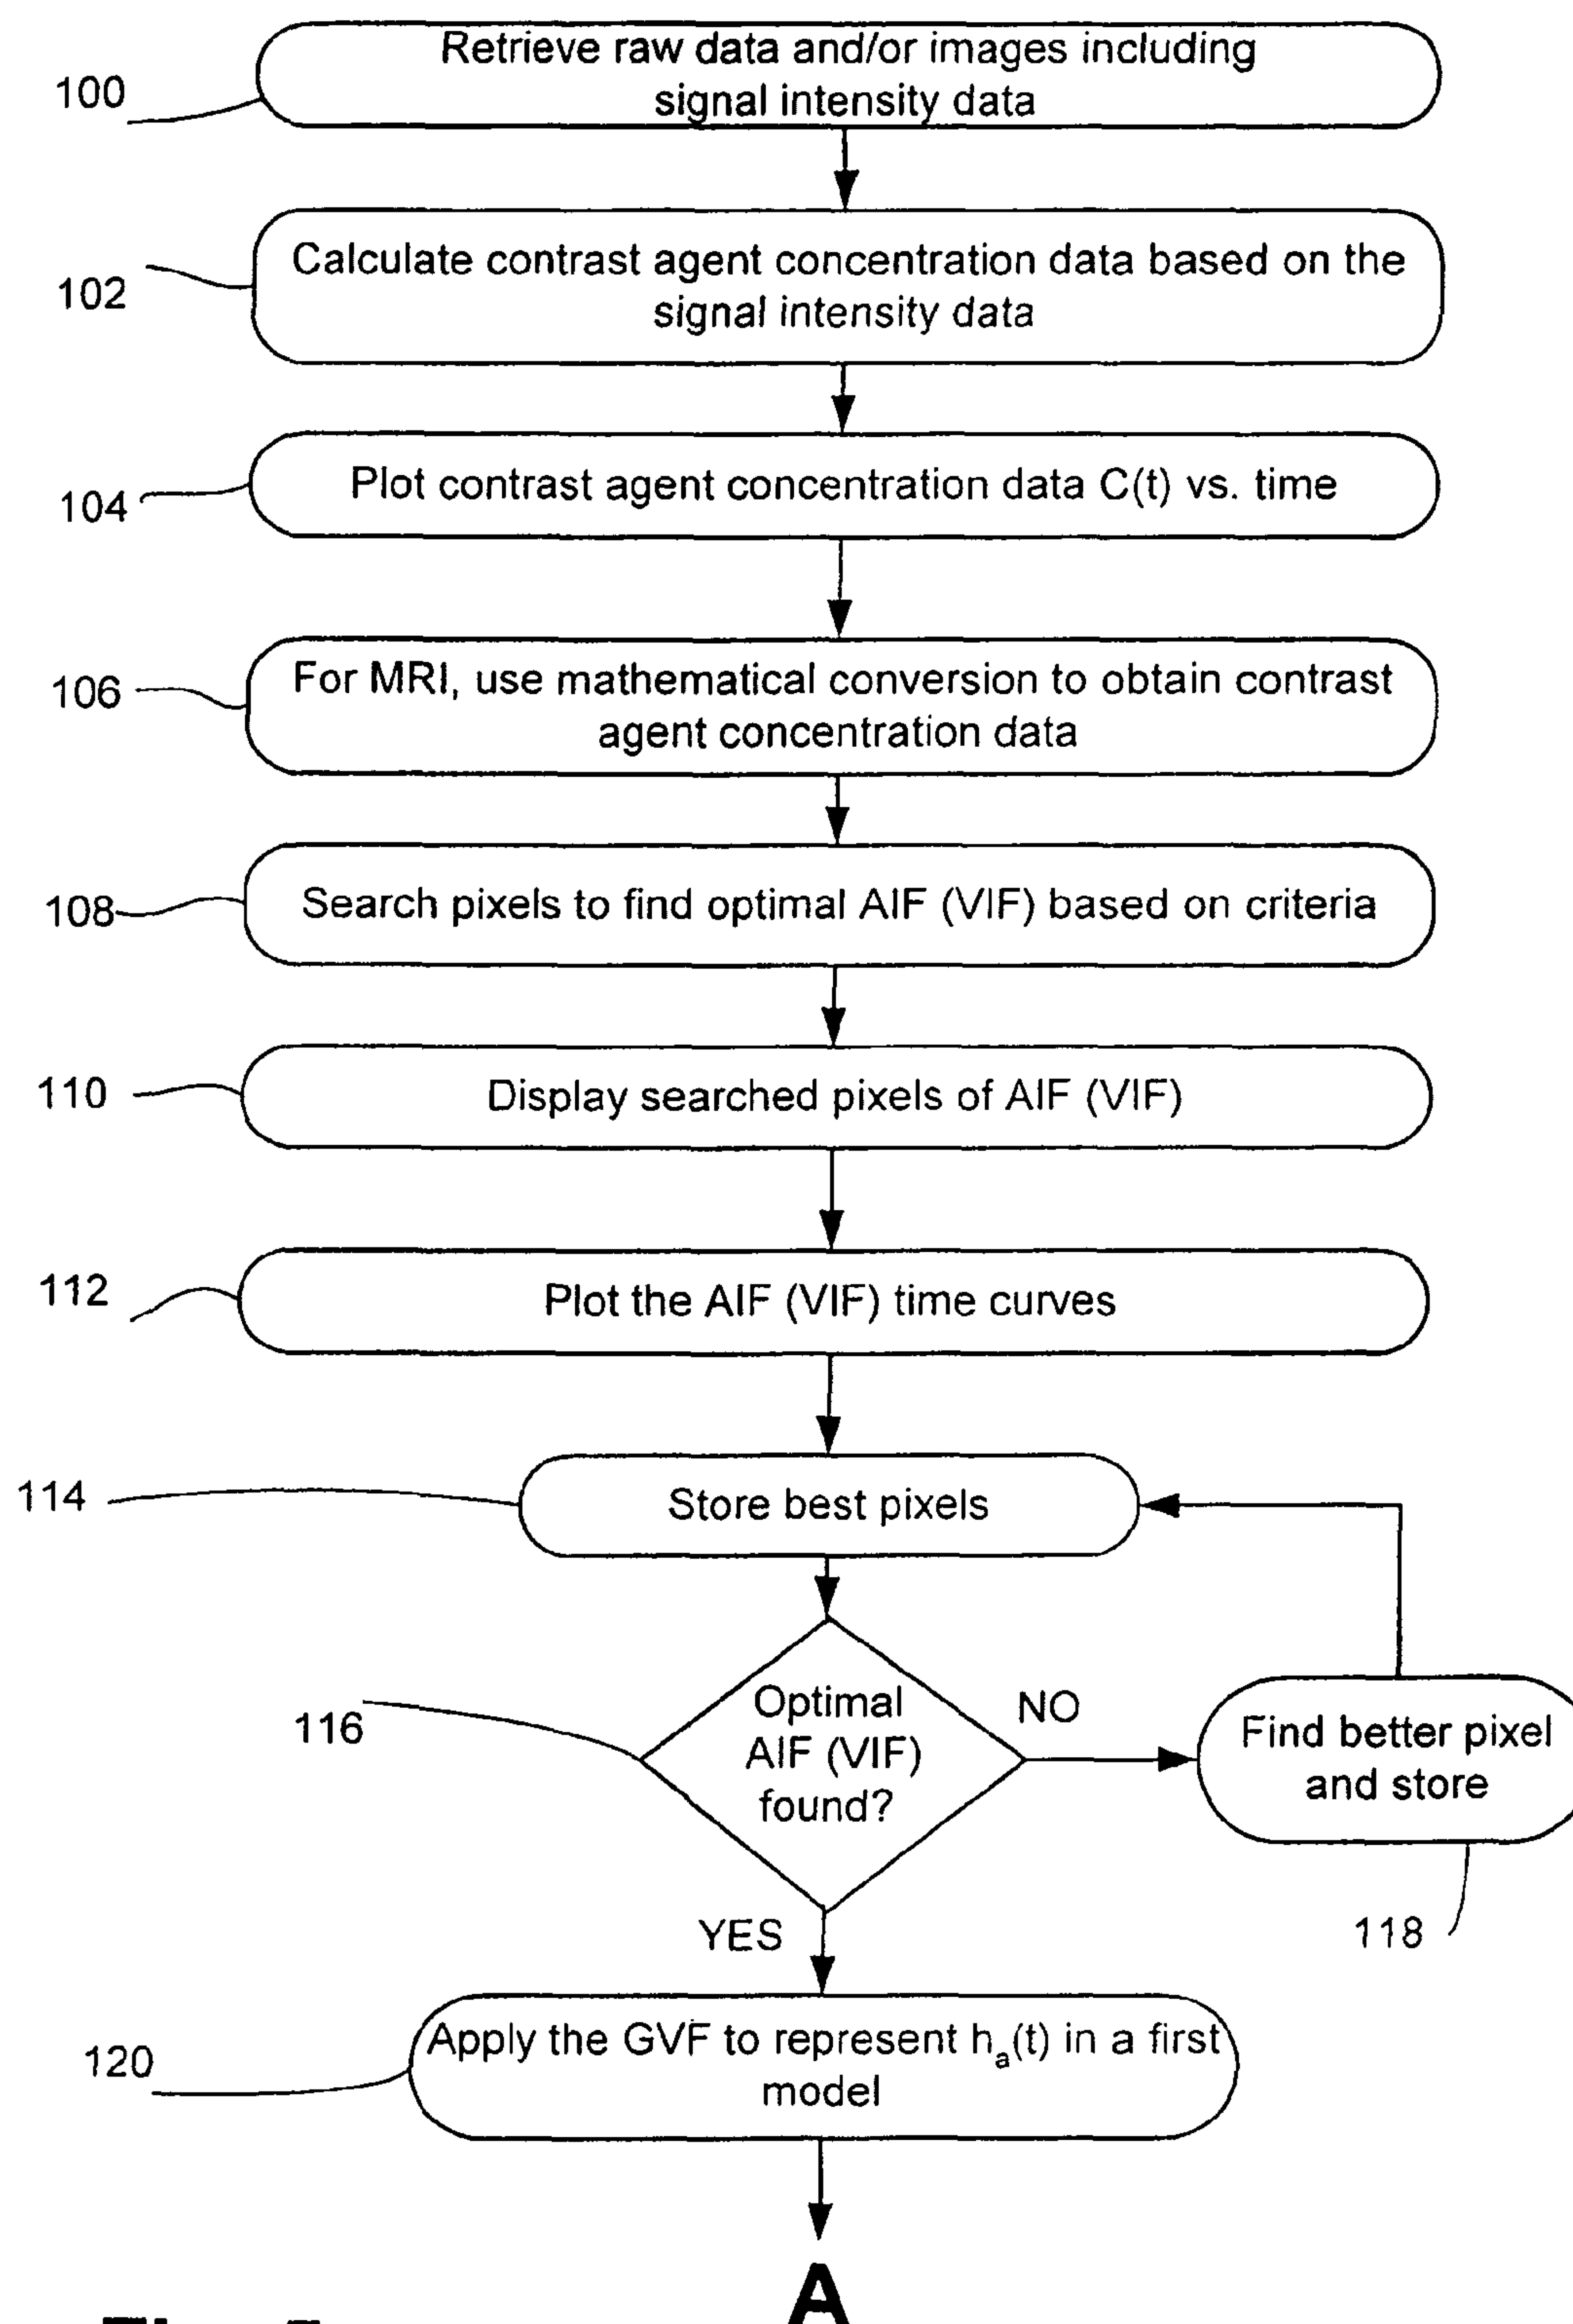 Retrieve raw data and/or images including
signal intensity data
100
Calculate contrast agent concentration data based on the
signal intensity data
102
Plot contrast agent concentration data C(t) vs. time
104
For MRI, use mathematical conversion to obtain contrast
agent concentration data
106
Search pixels to find optimal AIF (VIF) based on criteria
108
Display searched pixels of AIF (VIF)
110
Plot the AIF (VIF) time curves
112
Store best pixels
114
Optimal
AIF (VIF)
found?
116
NO
Find better pixel
and store
118
YES
Apply the GVF to represent hₐ(t) in a first
model
120
A